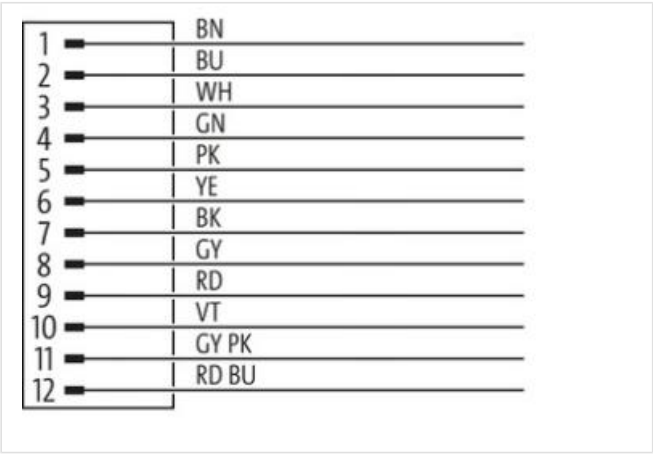 1 BN
2 BU
3 WH
4 GN
5 PK
6 YE
7 BK
8 GY
9 RD
10 VT
11 GY PK
12 RD BU